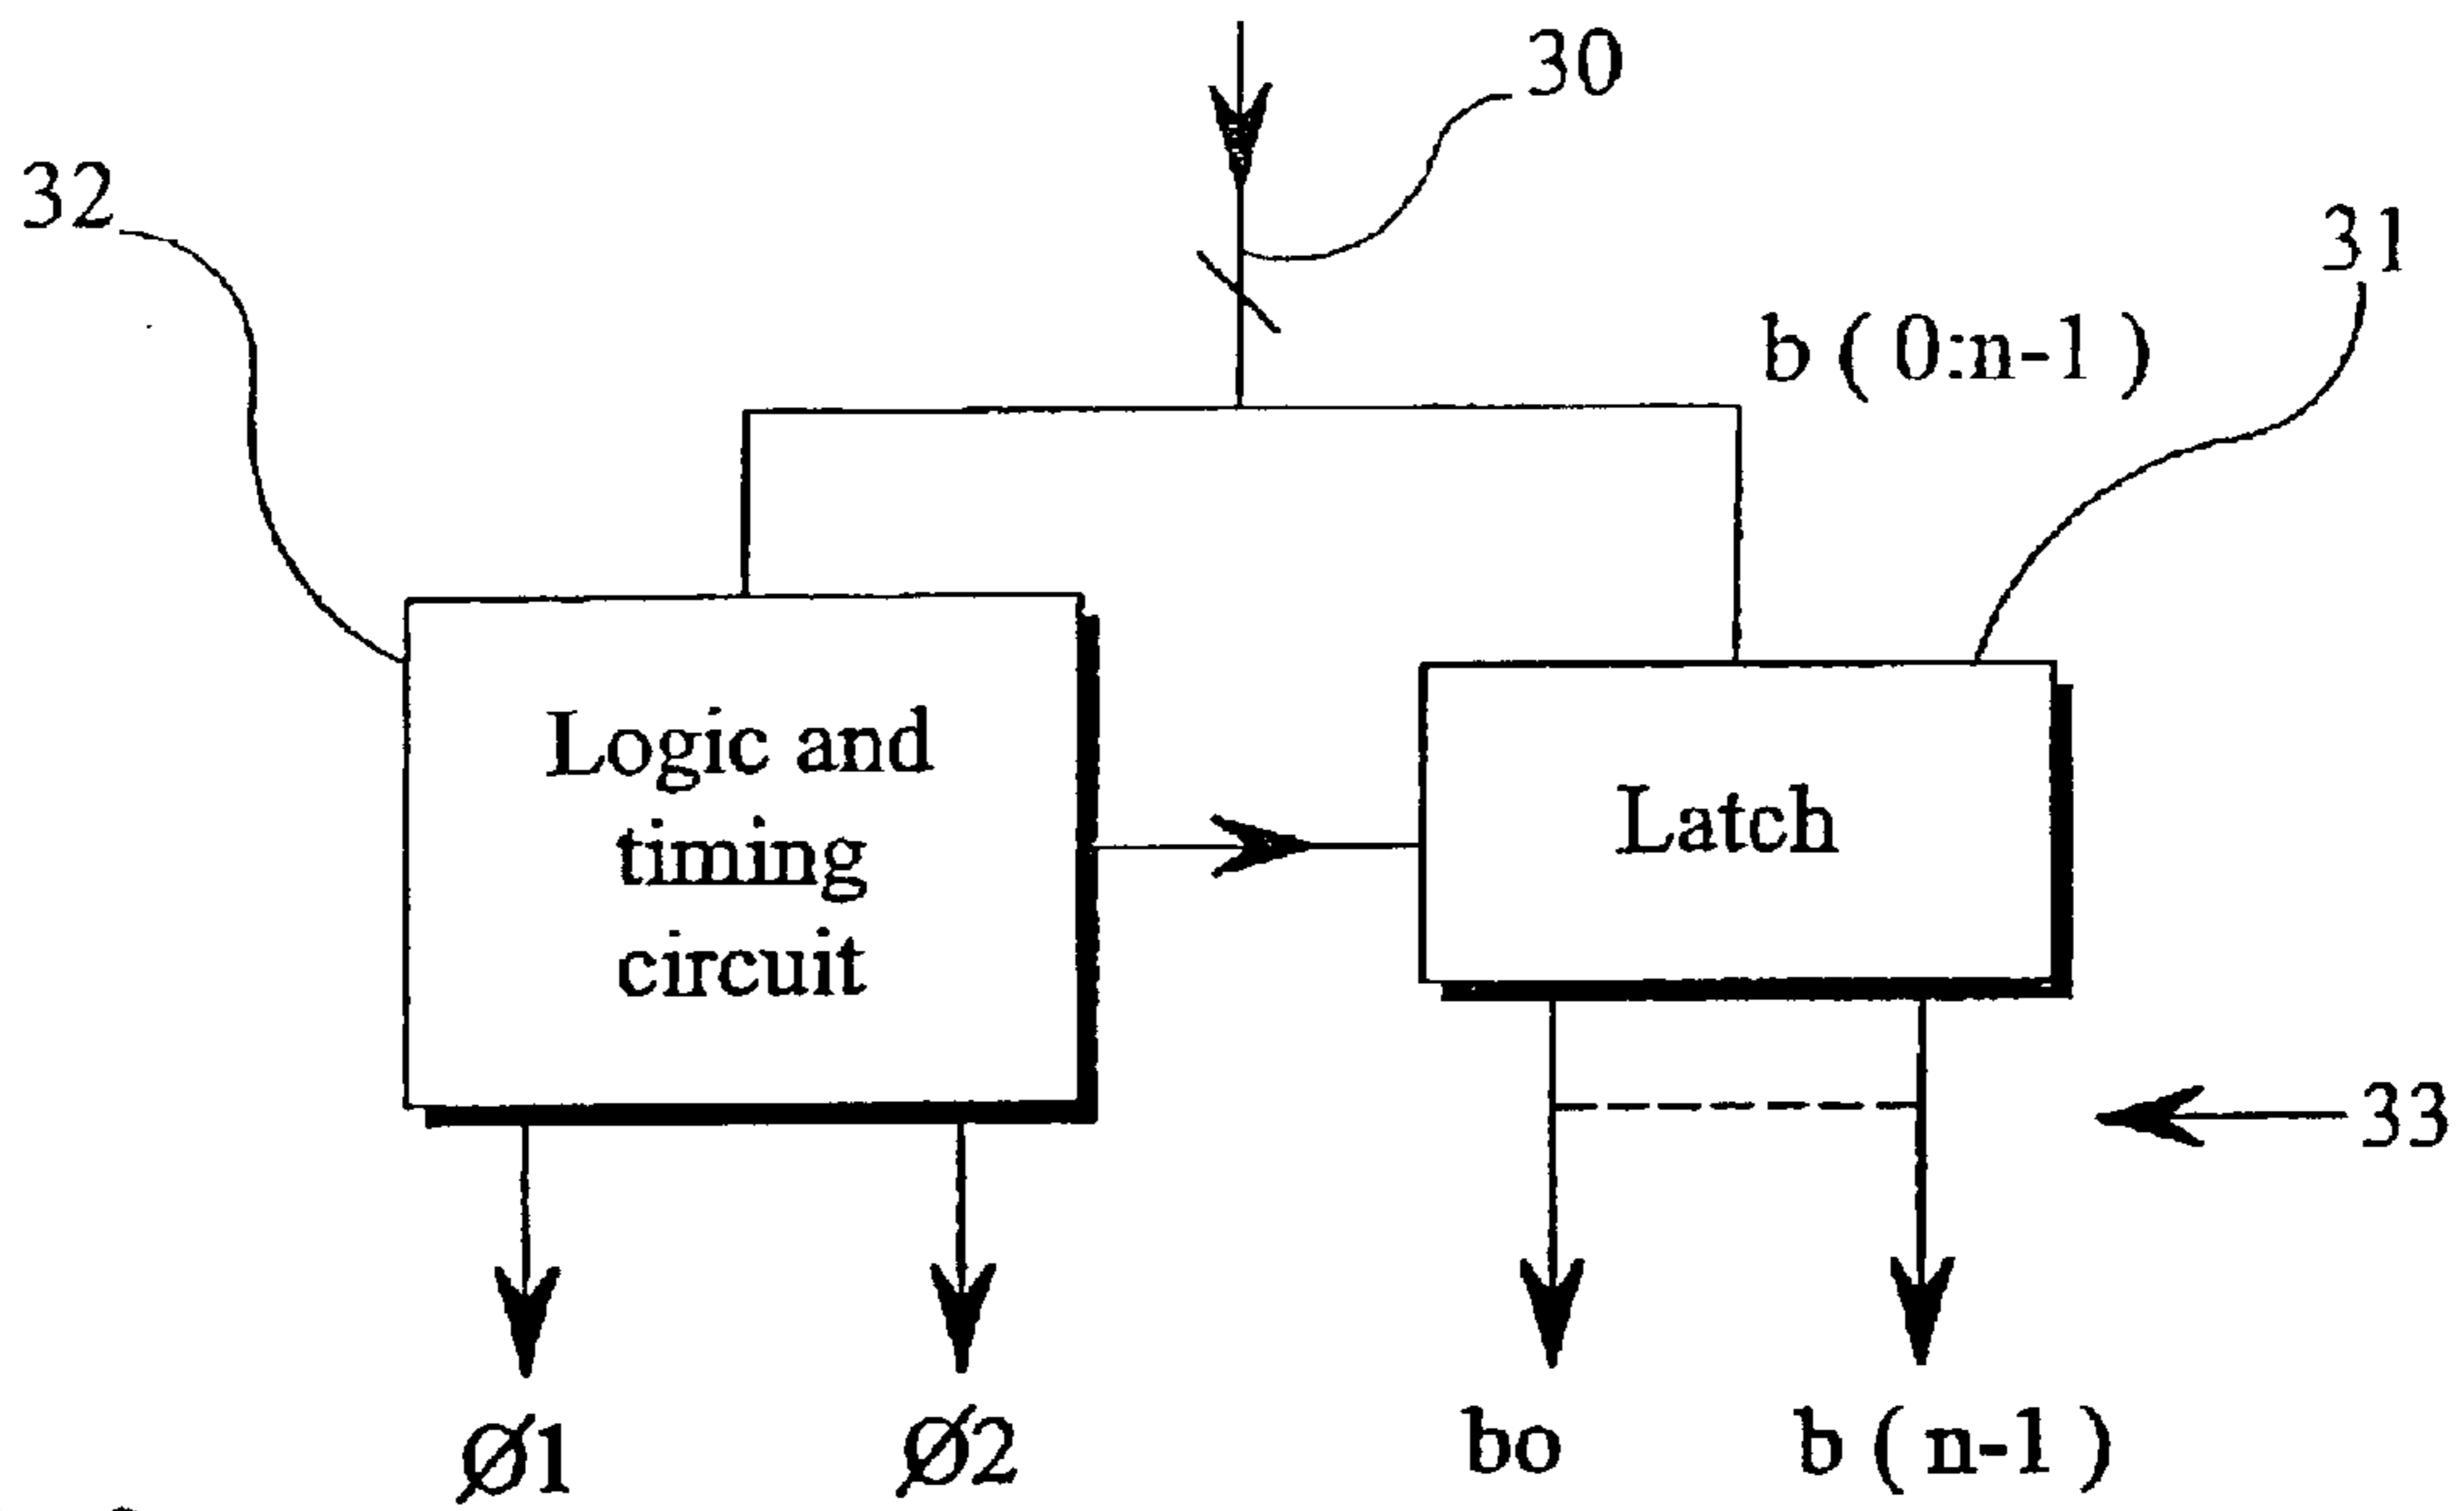 30
32
31
b ( 0:n-1 )
Logic and
timing
circuit
Latch
33
Ø1
Ø2
bo
b ( n-1 )